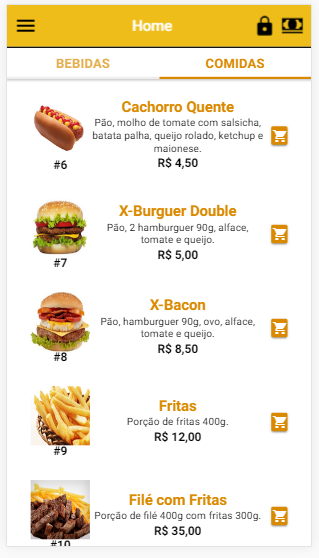 Home
BEBIDAS
COMIDAS
Cachorro Quente
Pão, molho de tomate com salsicha,
batata palha, queijo rolado, ketchup e
maionese.
#6
R$ 4,50
X-Burguer Double
Pão, 2 hamburguer 90g, alface,
tomate e queijo.
R$ 5,00
#7
X-Bacon
Pão, hamburguer 90g, ovo, alface,
tomate e queijo.
R$ 8,50
#8
Fritas
Porção de fritas 400g.
R$ 12,00
#9
Filé com Fritas
Porção de filé 400g com fritas 300g.
R$ 35,00
#10